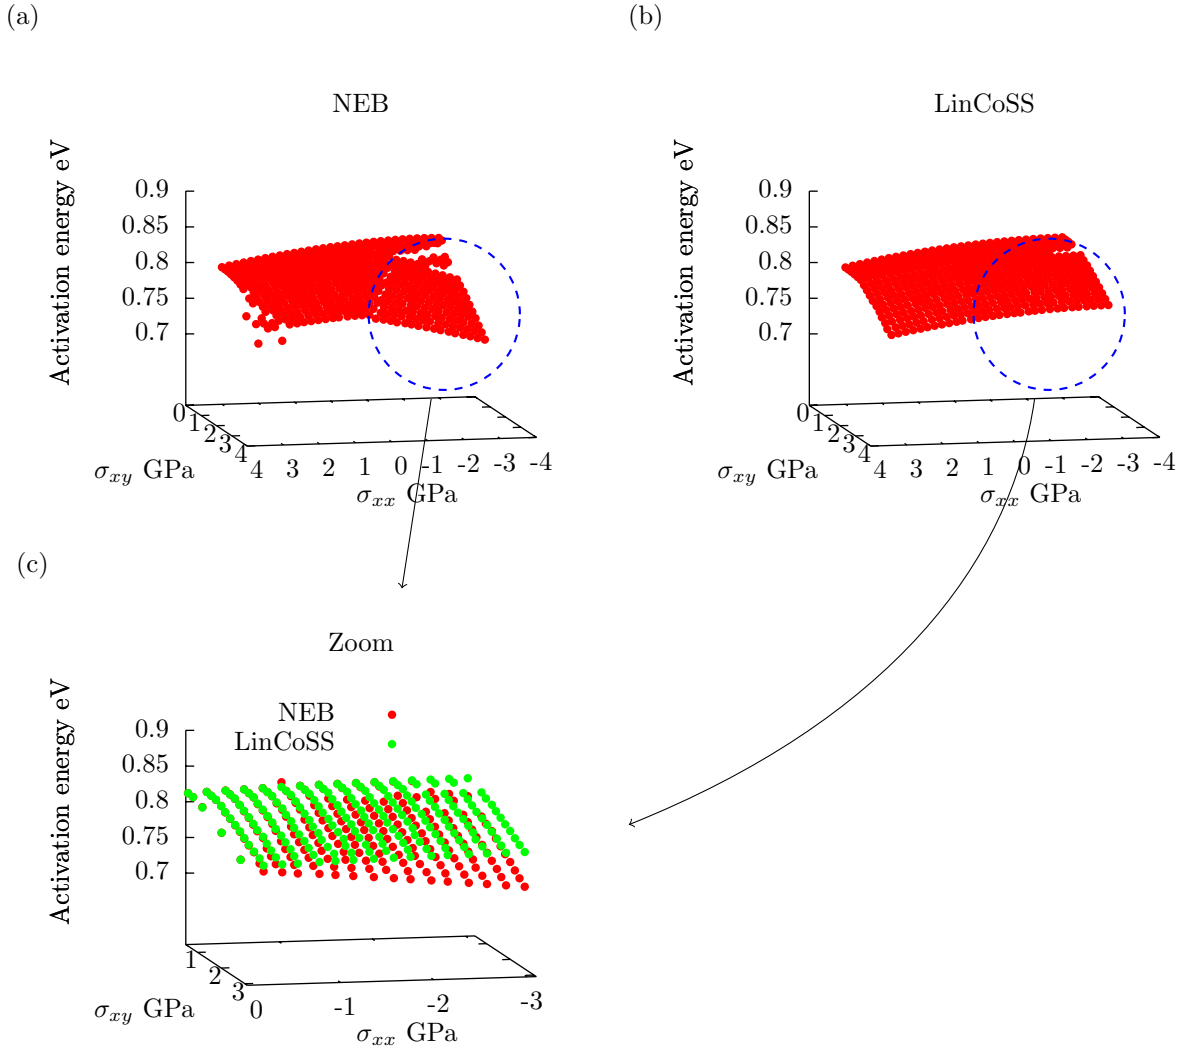 (a)
NEB
Activation energy eV
0.9
0.85
0.8
0.75
0.7
0
1
2
3
4
σxy GPa
4
3
2
1
0
-1
-2
-3
-4
σxx GPa
(b)
LinCoSS
Activation energy eV
0.9
0.85
0.8
0.75
0.7
0
1
2
3
4
σxy GPa
4
3
2
1
0
-1
-2
-3
-4
σxx GPa
(c)
Zoom
NEB
LinCoSS
Activation energy eV
0.9
0.85
0.8
0.75
0.7
1
2
3
σxy GPa
0
-1
-2
-3
σxx GPa